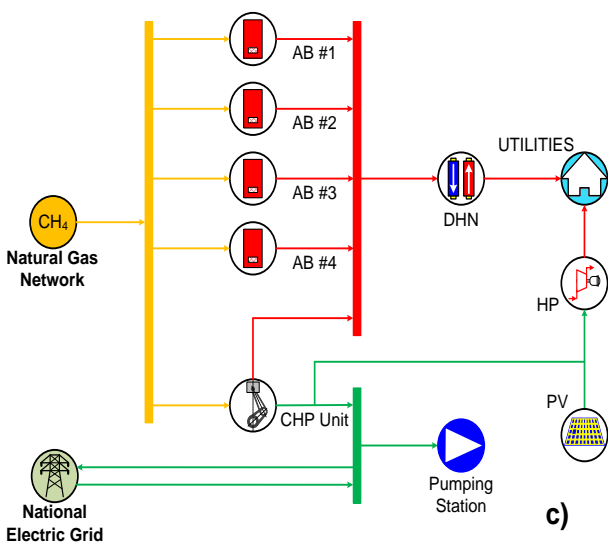 AB #1
AB #2
UTILITIES
AB #3
DHN
CH4
Natural Gas
Network
AB #4
HP
PV
CHP Unit
Pumping
Station
National
Electric Grid
c)